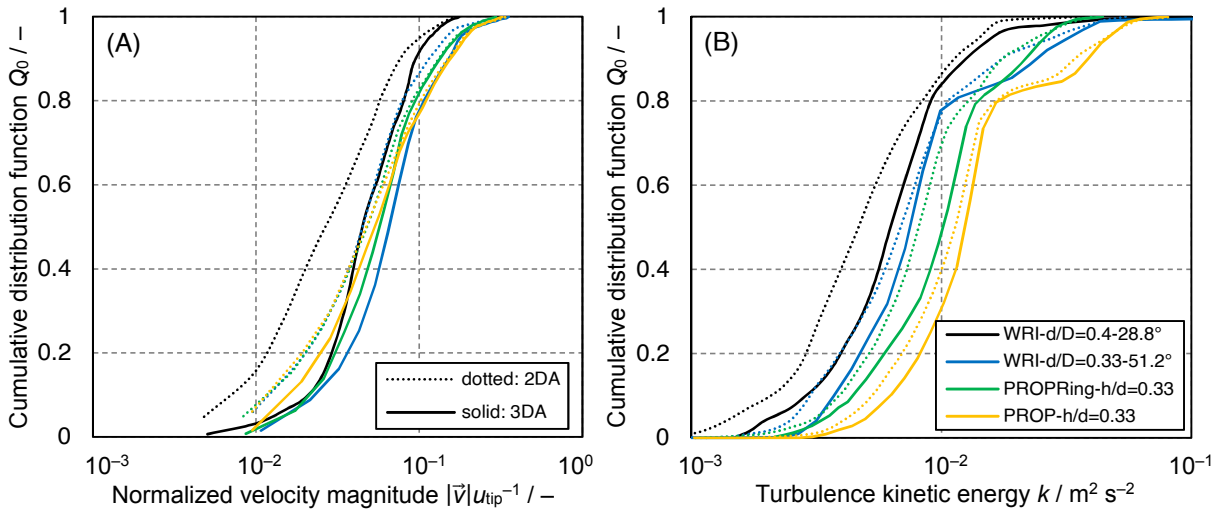 (A)
Cumulative distribution function Q₀ / –
1
0.8
0.6
0.4
0.2
0
10⁻³
10⁻²
10⁻¹
10⁰
Normalized velocity magnitude |v⃗|u_tip⁻¹ / –
dotted: 2DA
solid: 3DA
(B)
Cumulative distribution function Q₀ / –
1
0.8
0.6
0.4
0.2
0
10⁻³
10⁻²
10⁻¹
Turbulence kinetic energy k / m² s⁻²
WRI-d/D=0.4-28.8°
WRI-d/D=0.33-51.2°
PROPRing-h/d=0.33
PROP-h/d=0.33